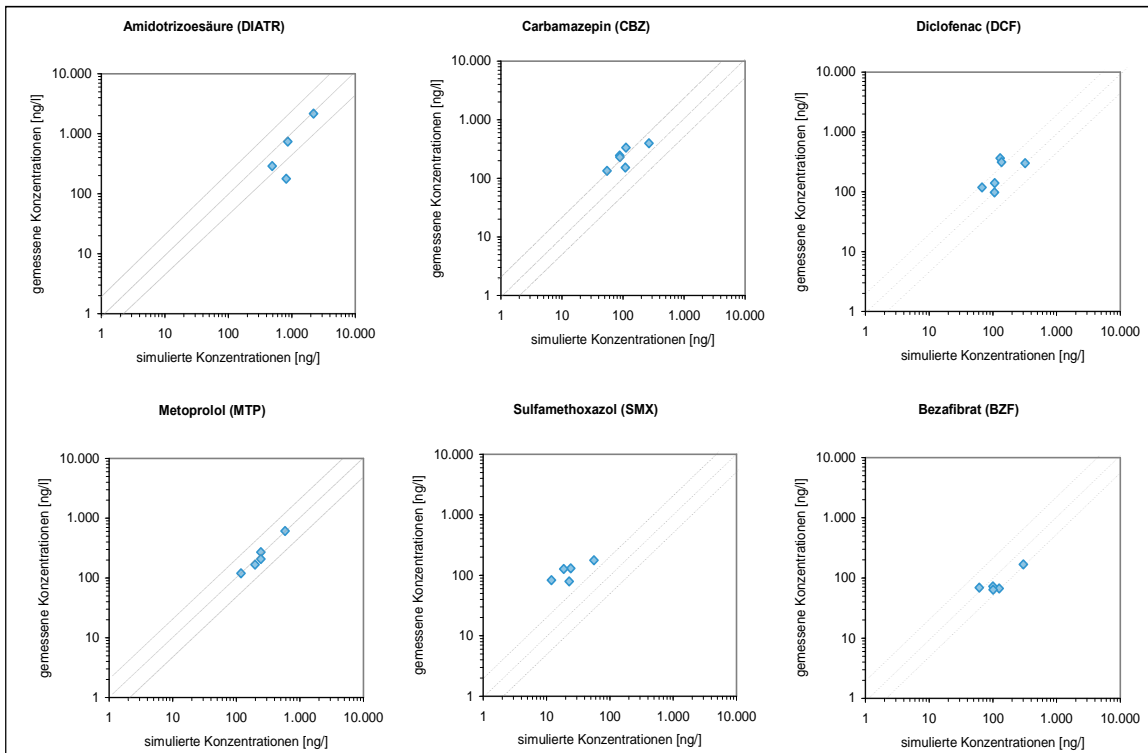 Amidotrizoesäure (DIATR)
gemessene Konzentrationen [ng/l]
10.000
1.000
100
10
1
1 10 100 1.000 10.000
simulierte Konzentrationen [ng/]
Carbamazepin (CBZ)
gemessene Konzentrationen [ng/l]
10.000
1.000
100
10
1
1 10 100 1.000 10.000
simulierte Konzentrationen [ng/]
Diclofenac (DCF)
gemessene Konzentrationen [ng/l]
10.000
1.000
100
10
1
1 10 100 1.000 10.000
simulierte Konzentrationen [ng/]
Metoprolol (MTP)
gemessene Konzentrationen [ng/l]
10.000
1.000
100
10
1
1 10 100 1.000 10.000
simulierte Konzentrationen [ng/]
Sulfamethoxazol (SMX)
gemessene Konzentrationen [ng/l]
10.000
1.000
100
10
1
1 10 100 1.000 10.000
simulierte Konzentrationen [ng/]
Bezafibrat (BZF)
gemessene Konzentrationen [ng/l]
10.000
1.000
100
10
1
1 10 100 1.000 10.000
simulierte Konzentrationen [ng/]